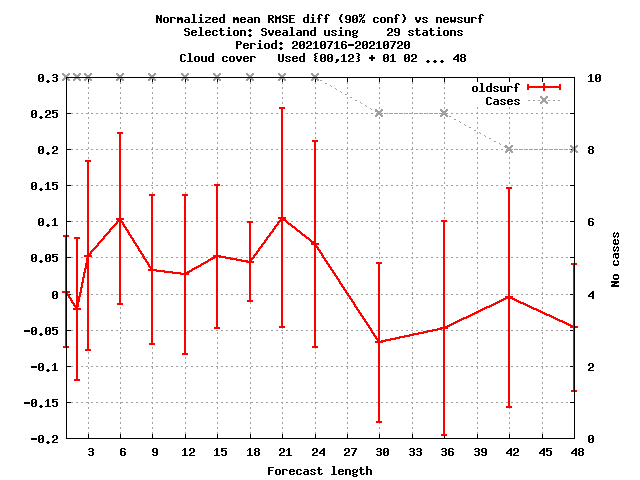 Normalized mean RMSE diff (90% conf) vs newsurf
Selection: Svealand using    29 stations
Period: 20210716-20210720
Cloud cover   Used {00,12} + 01 02 ... 48
oldsurf
Cases
0.3
0.25
0.2
0.15
0.1
0.05
0
-0.05
-0.1
-0.15
-0.2
10
8
6
4
2
0
No cases
3 6 9 12 15 18 21 24 27 30 33 36 39 42 45 48
Forecast length